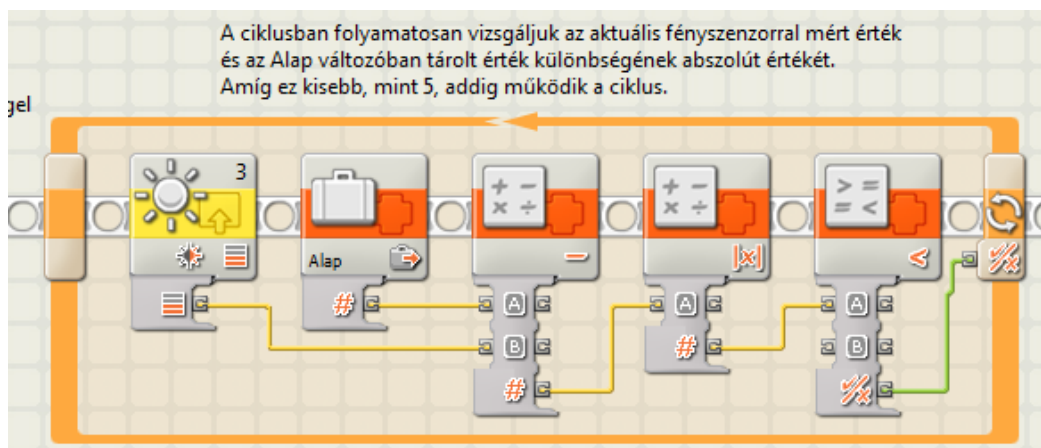 A ciklusban folyamatosan vizsgáljuk az aktuális fényszenzorral mért érték
és az Alap változóban tárolt érték különbségének abszolút értékét.
Amíg ez kisebb, mint 5, addig működik a ciklus.
gel
3
+ - × ÷
+ - × ÷
> = = <
Alap
−
|x|
<
# A A A
B # B
#